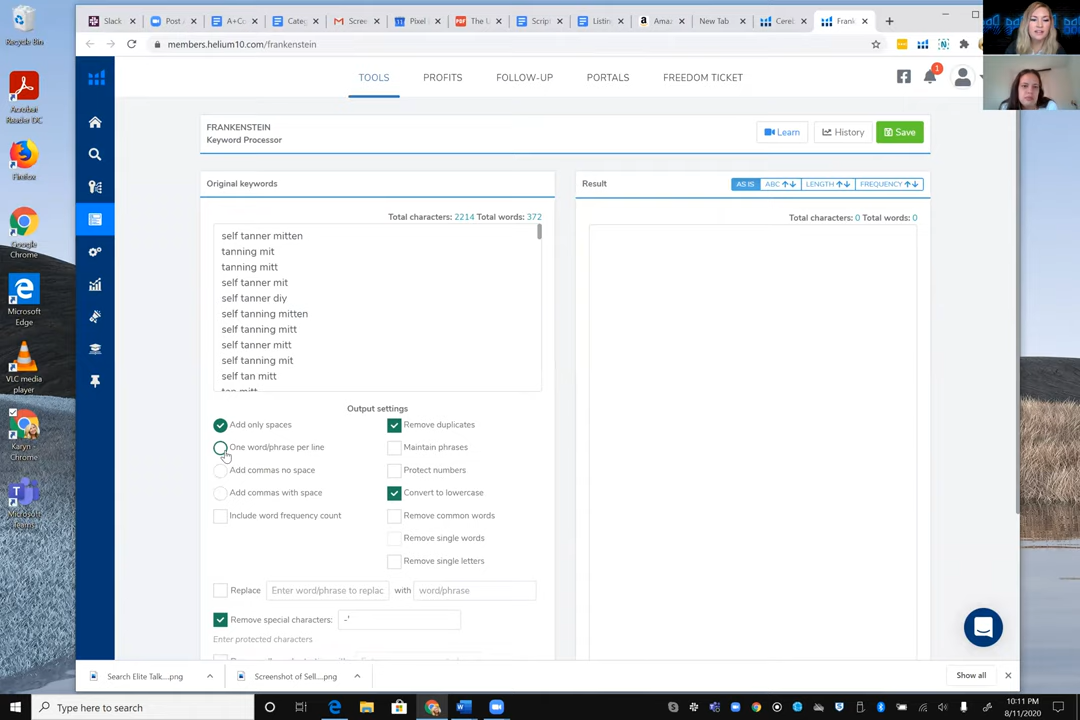 Recycle Bin
Acrobat
Reader DC
Firefox
Google
Chrome
Microsoft
Edge
VLC media
player
Karyn -
Chrome
Microsoft
Teams
Slack
Post
A+Co
Categ
Scree
Pixel
The L
Scrip
Listing
Amaz
New Tab
Cere
Frank
members.helium10.com/frankenstein
TOOLS
PROFITS
FOLLOW-UP
PORTALS
FREEDOM TICKET
1
FRANKENSTEIN
Keyword Processor
Learn
History
Save
Original keywords
Total characters: 2214 Total words: 372
self tanner mitten
tanning mit
tanning mitt
self tanner mit
self tanner diy
self tanning mitten
self tanning mitt
self tanner mitt
self tanning mit
self tan mitt
tan mitt
Output settings
Add only spaces
One word/phrase per line
Add commas no space
Add commas with space
Include word frequency count
Remove duplicates
Maintain phrases
Protect numbers
Convert to lowercase
Remove common words
Remove single words
Remove single letters
Replace
Enter word/phrase to replac
with
word/phrase
Remove special characters:
-'
Enter protected characters
Result
AS IS
ABC
LENGTH
FREQUENCY
Total characters: 0 Total words: 0
Search Elite Talk....png
Screenshot of Sell....png
Show all
Type here to search
10:11 PM
8/11/2020